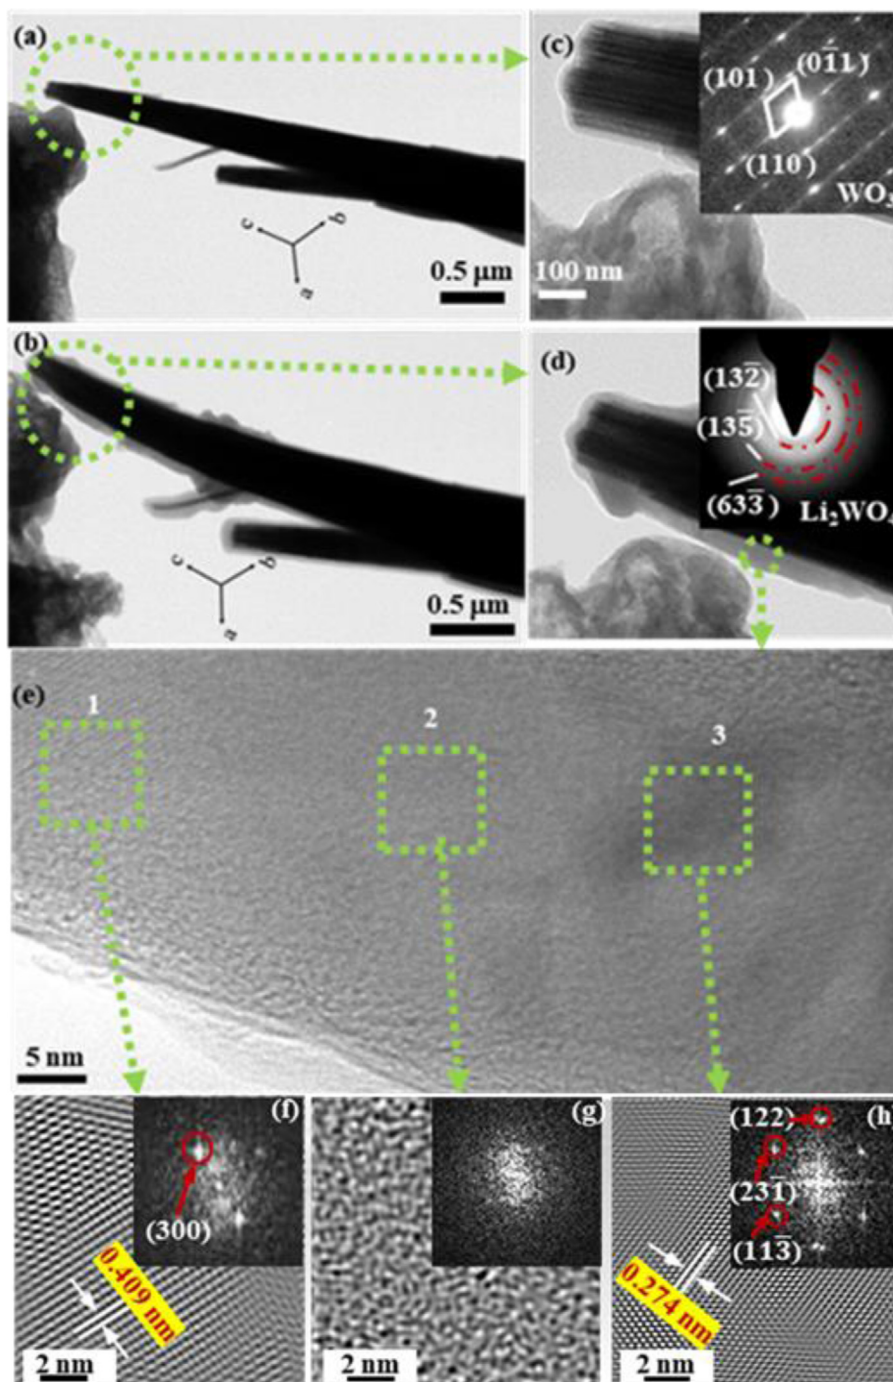 (a)
c
b
a
0.5 µm
(c)
(101)
(01̅1)
(110)
WO3
100 nm
(b)
c
b
a
0.5 µm
(d)
(132̅)
(135̅)
(633̅)
Li2WO4
(e)
1
2
3
5 nm
(f)
(300)
0.409 nm
2 nm
(g)
2 nm
(h)
(122)
(231̅)
(113̅)
0.274 nm
2 nm